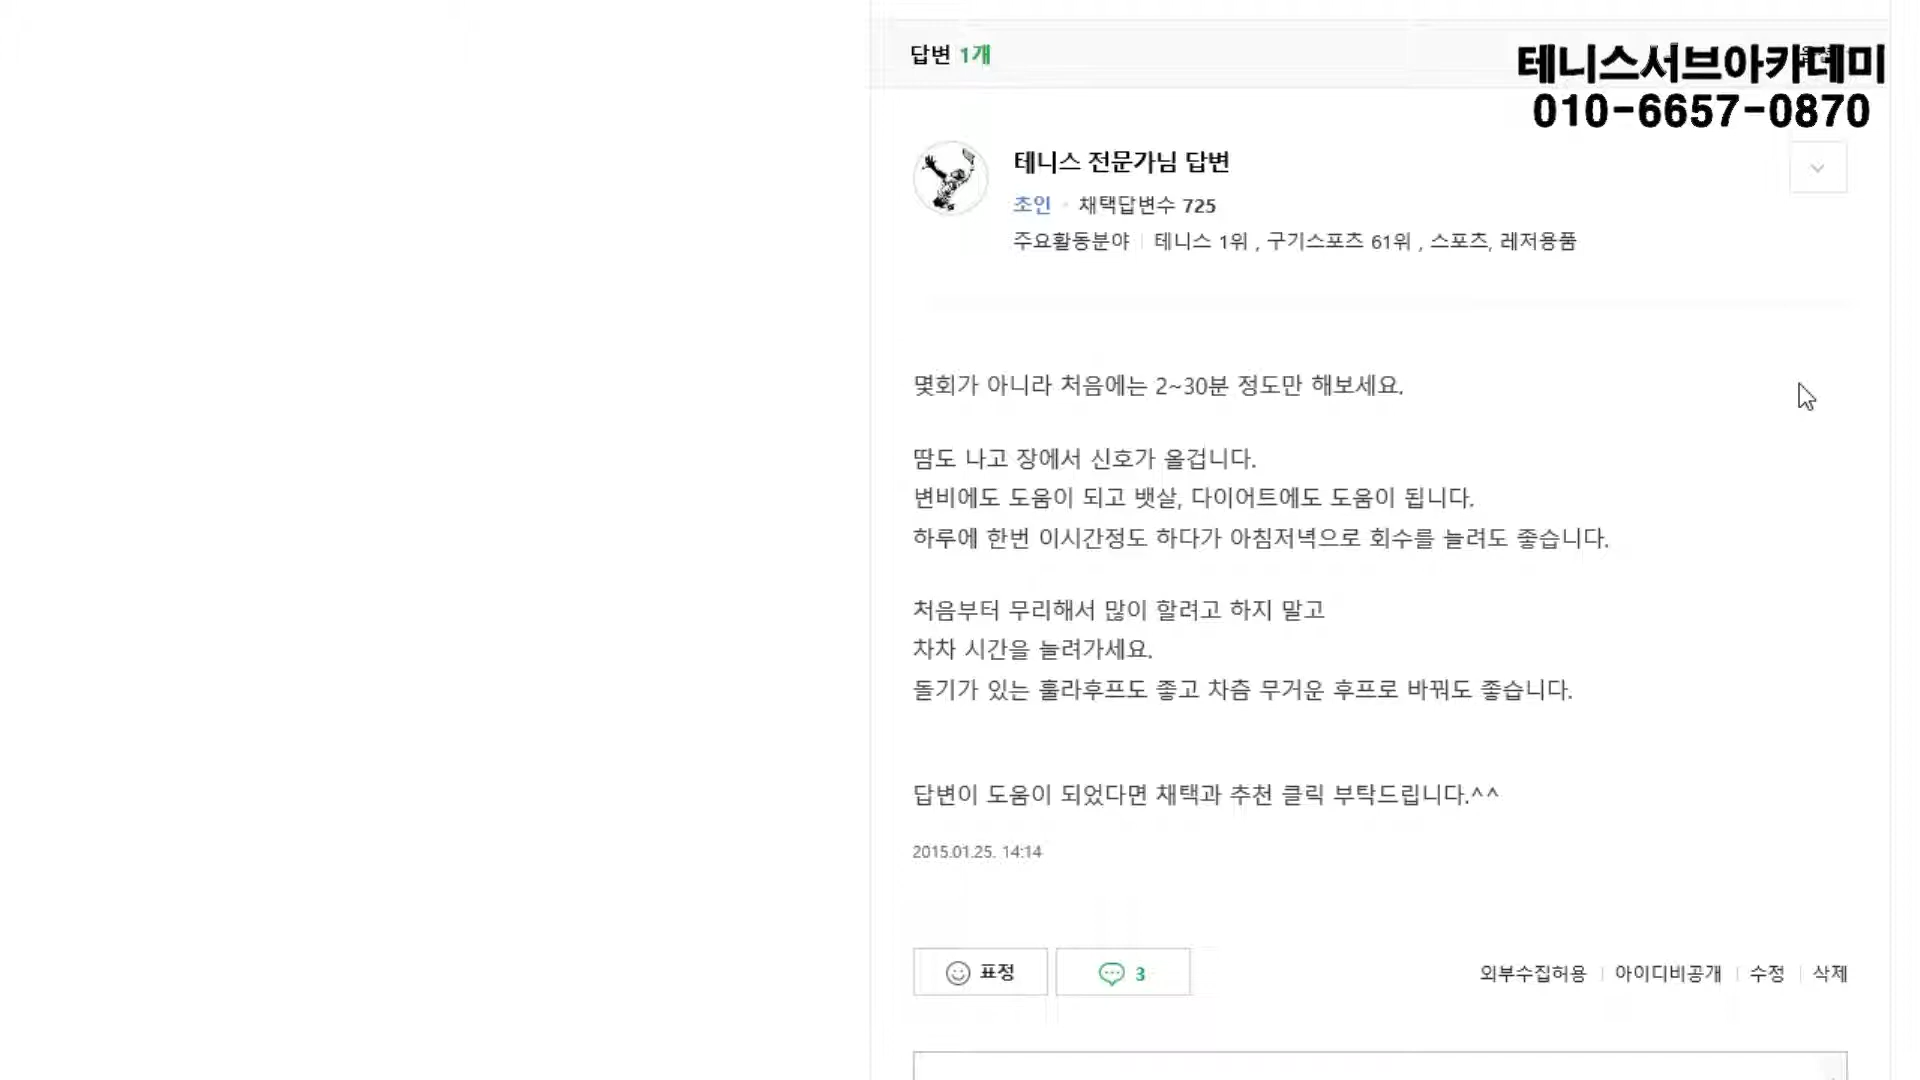 답변 1개
테니스서브아카데미
010-6657-0870
테니스 전문가님 답변
초인 · 채택답변수 725
주요활동분야 | 테니스 1위 , 구기스포츠 61위 , 스포츠, 레저용품
몇회가 아니라 처음에는 2~30분 정도만 해보세요.
땀도 나고 장에서 신호가 올겁니다.
변비에도 도움이 되고 뱃살, 다이어트에도 도움이 됩니다.
하루에 한번 이시간정도 하다가 아침저녁으로 회수를 늘려도 좋습니다.
처음부터 무리해서 많이 할려고 하지 말고
차차 시간을 늘려가세요.
돌기가 있는 훌라후프도 좋고 차츰 무거운 후프로 바꿔도 좋습니다.
답변이 도움이 되었다면 채택과 추천 클릭 부탁드립니다.^^
2015.01.25. 14:14
표정
3
외부수집허용 | 아이디비공개 | 수정 | 삭제